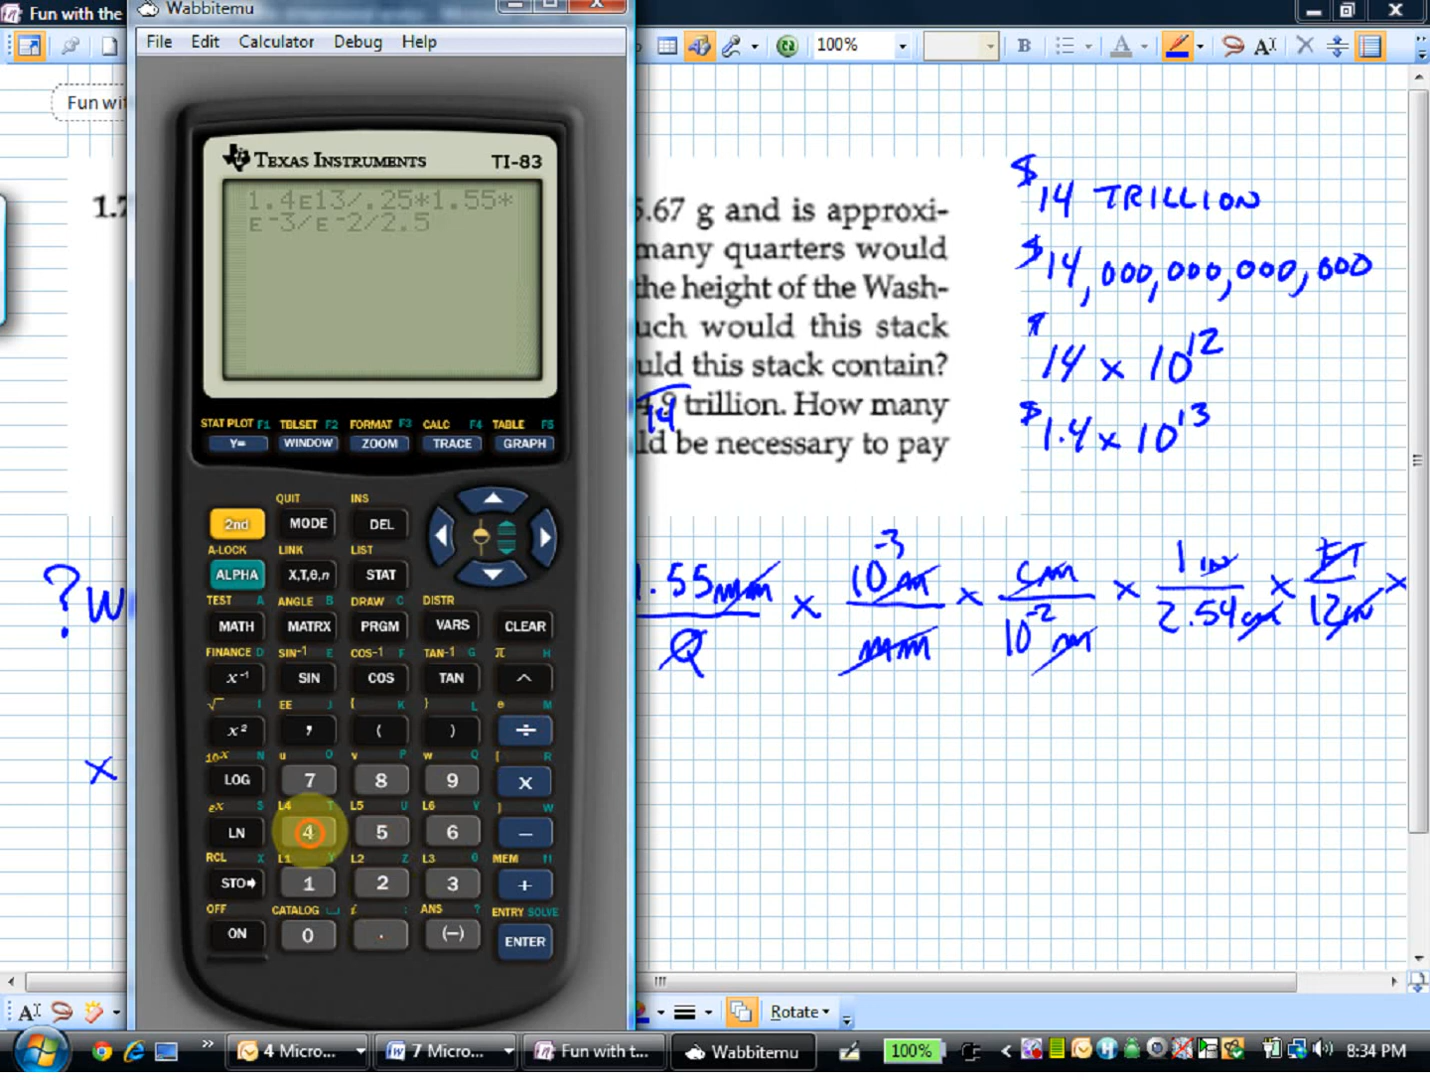 Fun with the
Wabbitemu
File Edit Calculator Debug Help
100%
B
A
Fun wit
TEXAS INSTRUMENTS TI-83
1.4E13/.25*1.55*
E-3/E-2/2.5
STAT PLOT F1 TBLSET F2 FORMAT F3 CALC F4 TABLE F5
Y= WINDOW ZOOM TRACE GRAPH
QUIT INS
2nd MODE DEL
A-LOCK LINK LIST
ALPHA X,T,θ,n STAT
TEST A ANGLE B DRAW C DISTR
MATH MATRX PRGM VARS CLEAR
FINANCE D SIN-1 E COS-1 F TAN-1 G π H
x-1 SIN COS TAN ^
√ I EE J { K } L e M
x² , ( ) ÷
10x N u O v P w Q [ R
LOG 7 8 9 x
ex S L4 T L5 U L6 V ] W
LN 4 5 6 −
RCL X L1 Y L2 Z L3 θ MEM "
STO➔ 1 2 3 +
OFF CATALOG i : ANS ? ENTRY SOLVE
ON 0 . (−) ENTER
1.7
5.67 g and is approxi-
many quarters would
the height of the Wash-
uch would this stack
uld this stack contain?
14 trillion. How many
ld be necessary to pay
$14 TRILLION
$14,000,000,000,000
$14 x 10^12
$1.4 x 10^13
? W
1.55mm x 10^-3 m x cm x 1 in x FT x
Q mm 10^-2 m 2.54cm 12in
x
Rotate
4 Micro... 7 Micro... Fun with t... Wabbitemu 100% 8:34 PM